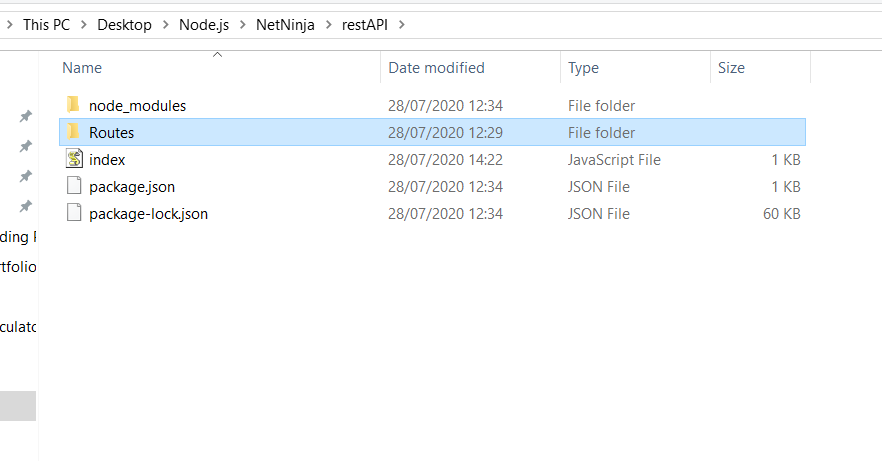 This PC > Desktop > Node.js > NetNinja > restAPI >
Name Date modified Type Size
node_modules 28/07/2020 12:34 File folder
Routes 28/07/2020 12:29 File folder
index 28/07/2020 14:22 JavaScript File 1 KB
package.json 28/07/2020 12:34 JSON File 1 KB
package-lock.json 28/07/2020 12:34 JSON File 60 KB
ding
rtfolio
culato